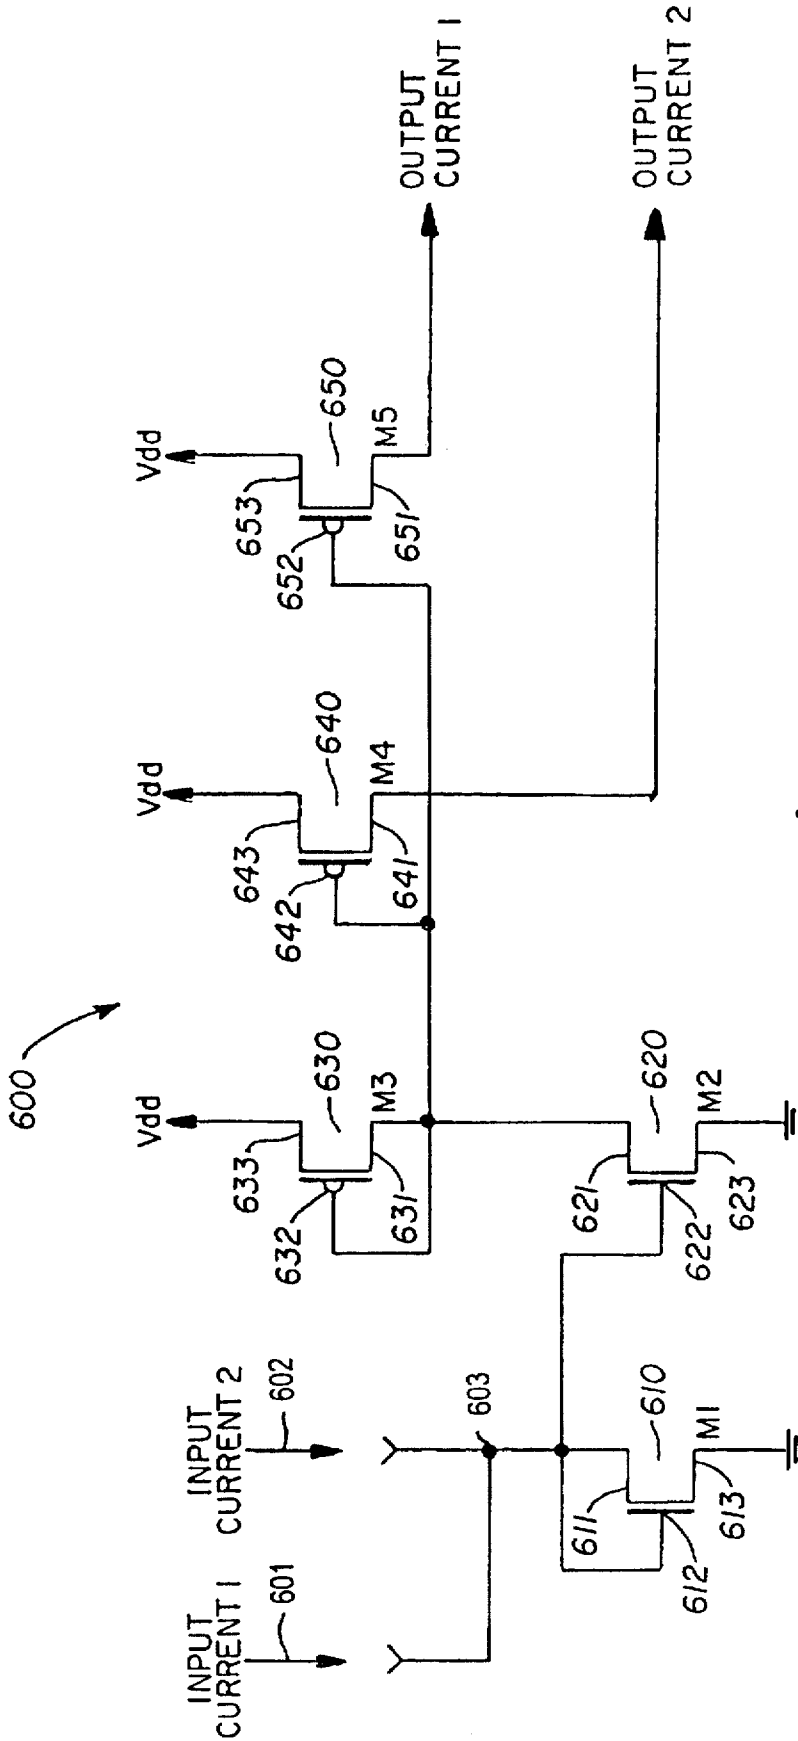 600
INPUT
CURRENT 1
601
INPUT
CURRENT 2
602
603
Vdd
633
632
630
631
M3
Vdd
643
642
640
641
M4
Vdd
653
652
650
651
M5
OUTPUT
CURRENT 1
OUTPUT
CURRENT 2
611
612
610
613
M1
621
622
620
623
M2